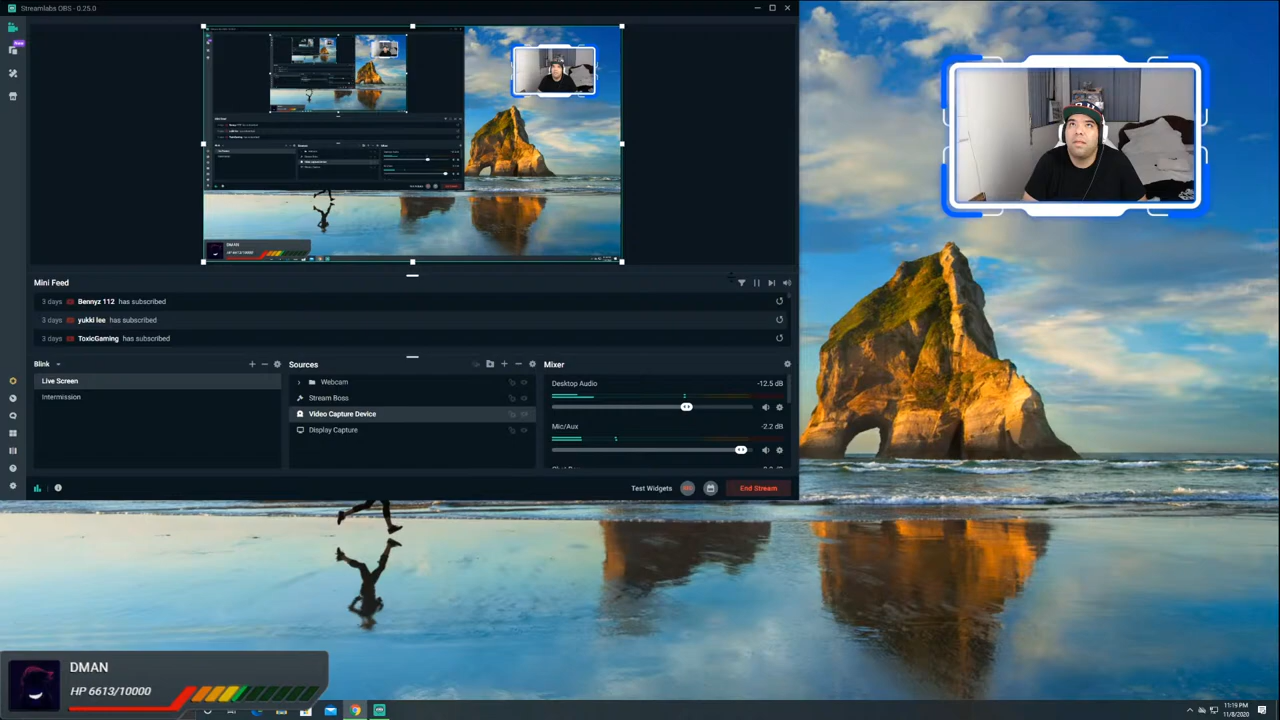 Streamlabs OBS - 0.25.0
New
Mini Feed
3 days Bennyz 112 has subscribed
3 days yukki lee has subscribed
3 days ToxicGaming has subscribed
Blink
Live Screen
Intermission
Sources
Webcam
Stream Boss
Video Capture Device
Display Capture
Mixer
Desktop Audio -12.5 dB
Mic/Aux -2.2 dB
Test Widgets
REC
End Stream
DMAN
HP 6613/10000
11:19 PM
11/8/2020